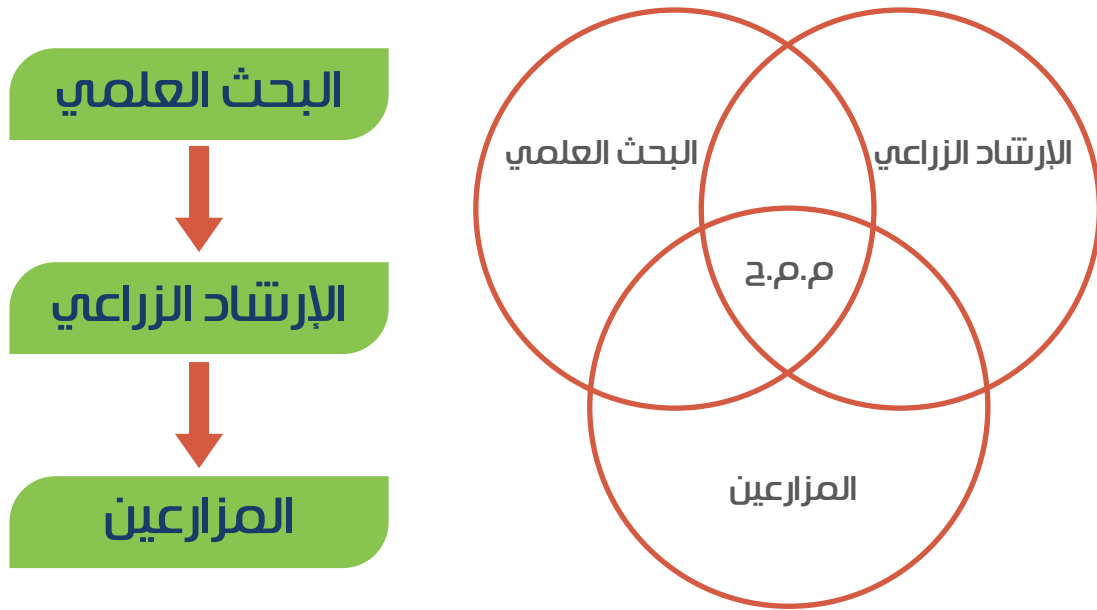 البحث العلمي
الإرشاد الزراعي
المزارعين
الإرشاد الزراعي
البحث العلمي
م.م.ح
المزارعين